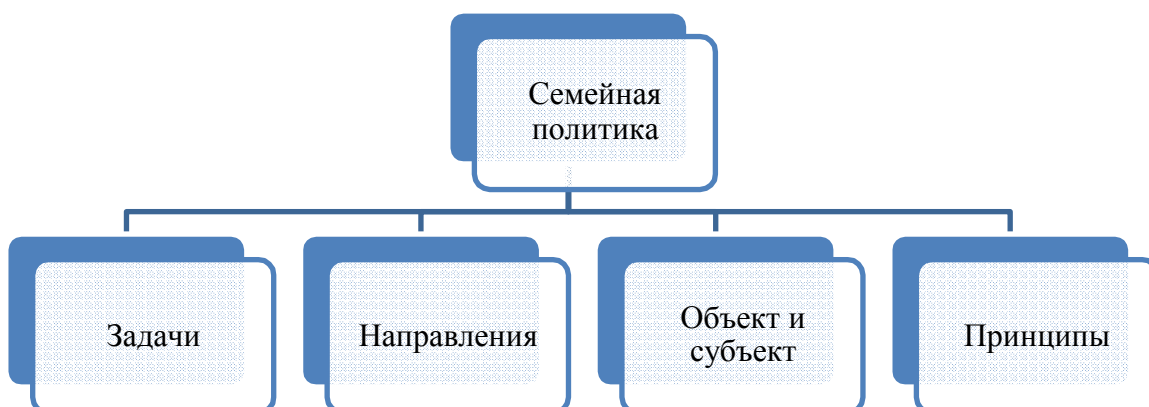 Семейная
политика
Задачи
Направления
Объект и
субъект
Принципы